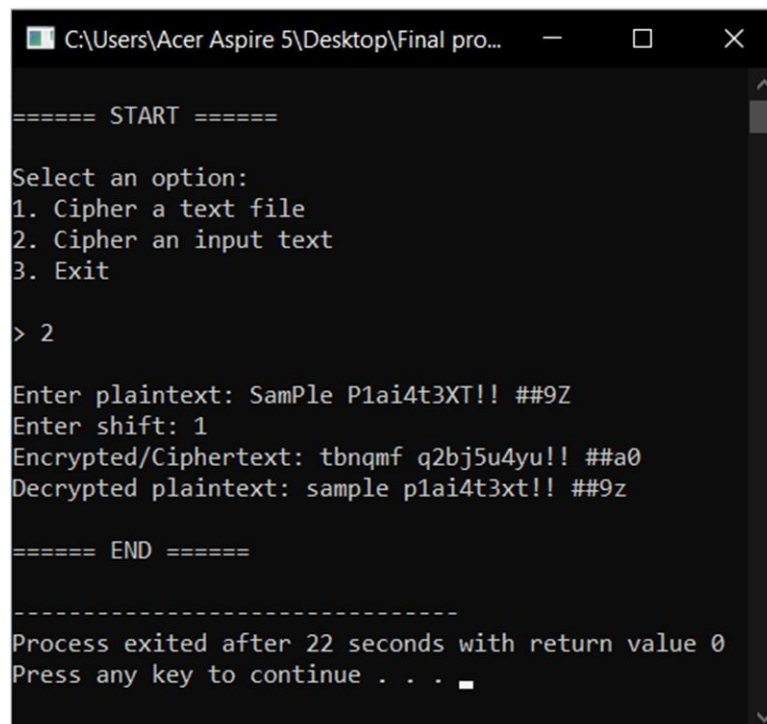 C:\Users\Acer Aspire 5\Desktop\Final pro...
====== START ======
Select an option:
1. Cipher a text file
2. Cipher an input text
3. Exit
> 2
Enter plaintext: SamPle P1ai4t3XT!! ##9Z
Enter shift: 1
Encrypted/Ciphertext: tbnqmf q2bj5u4yu!! ##a0
Decrypted plaintext: sample p1ai4t3xt!! ##9z
====== END ======
--------------------------------
Process exited after 22 seconds with return value 0
Press any key to continue . . .